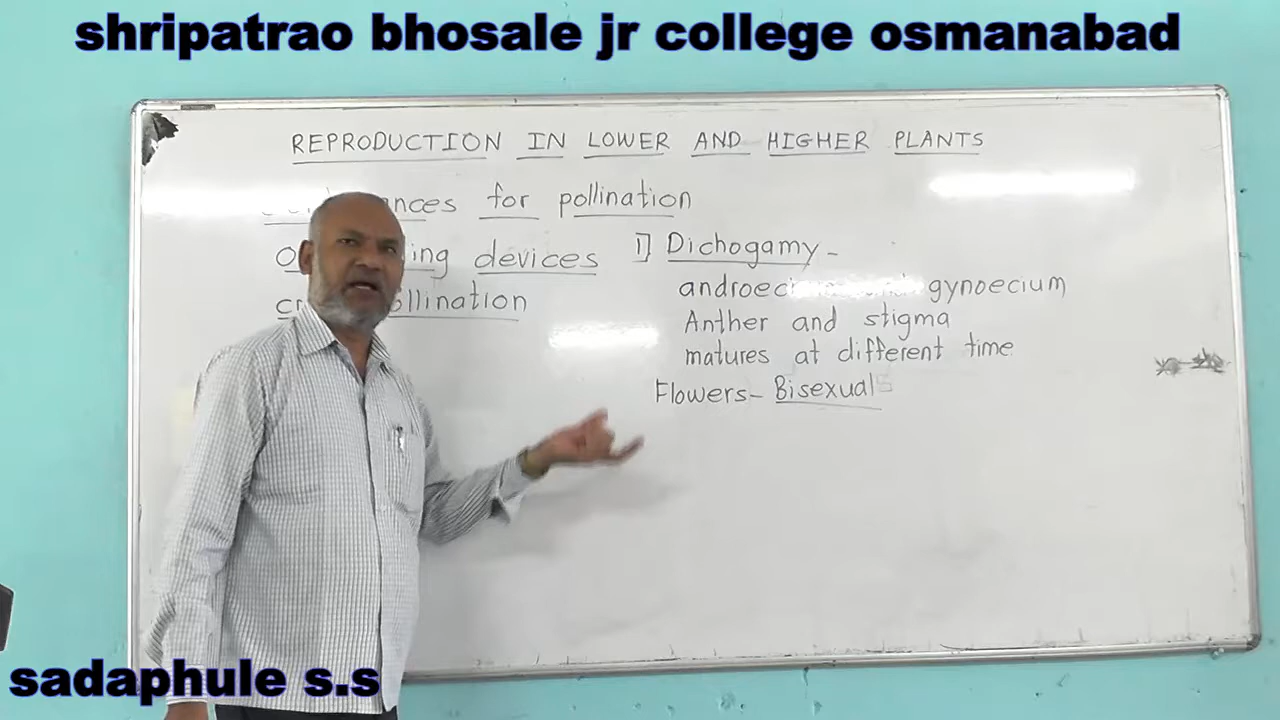 shripatrao bhosale jr college osmanabad
REPRODUCTION IN LOWER AND HIGHER PLANTS
for pollination
devices
1] Dichogamy -
gynoecium
Anther and stigma
matures at different time
Flowers- Bisexual
sadaphule s.s